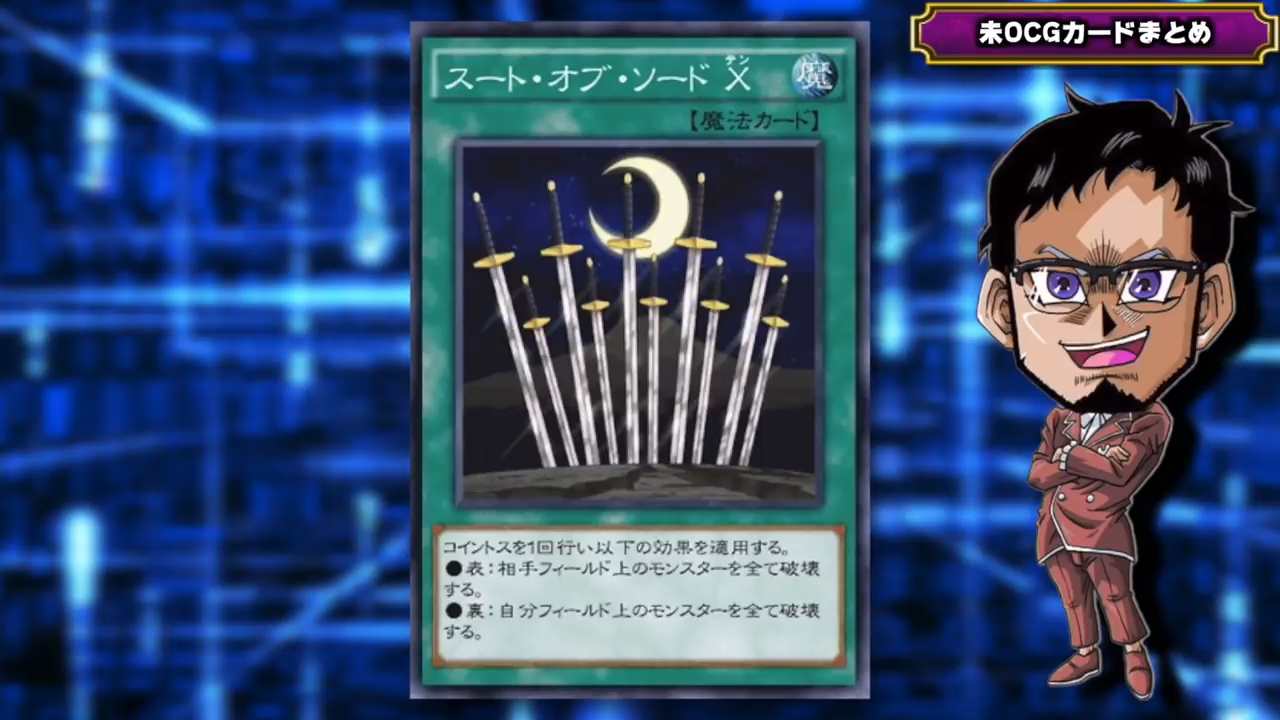 未OCGカードまとめ
テン
スート・オブ・ソード X
魔
【魔法カード】
コイントスを1回行い以下の効果を適用する。
●表：相手フィールド上のモンスターを全て破壊
する。
●裏：自分フィールド上のモンスターを全て破壊
する。